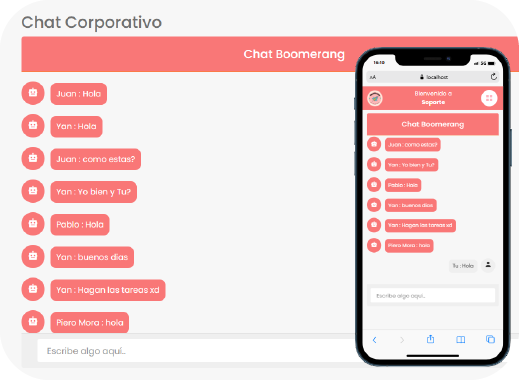 Chat Corporativo
Chat Boomerang
Juan : Hola
Yan : Hola
Juan : como estas?
Yan : Yo bien y Tu?
Pablo : Hola
Yan : buenos dias
Yan : Hagan las tareas xd
Piero Mora : hola
Escribe algo aquí...
16:10
5G
AA
localhost
Bienvenido a
Soporte
Chat Boomerang
Juan : como estas?
Yan : Yo bien y Tu?
Pablo : Hola
Yan : buenos dias
Yan : Hagan las tareas xd
Piero Mora : hola
Tu : Hola
Escribe algo aquí...